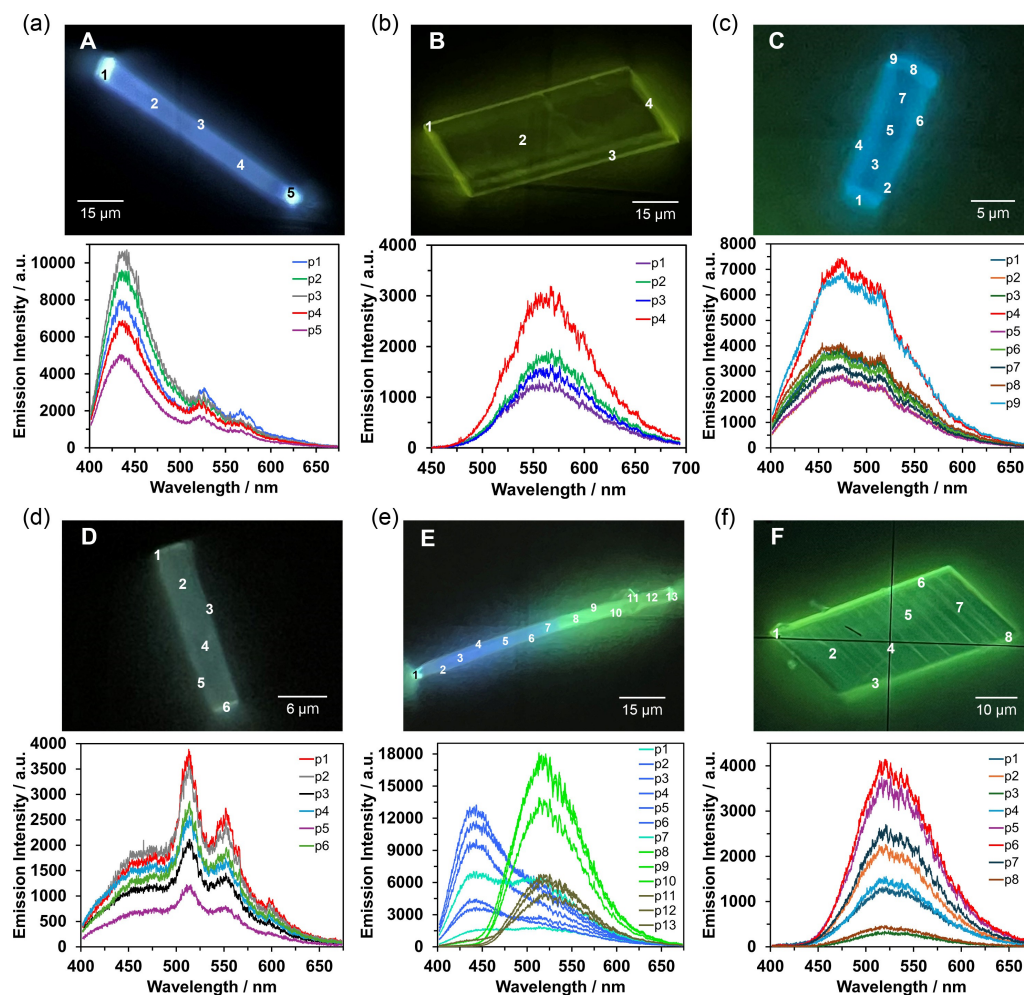 (a)
A
1
2
3
4
5
15 µm
Emission Intensity / a.u.
10000
8000
6000
4000
2000
0
400 450 500 550 600 650
Wavelength / nm
p1
p2
p3
p4
p5
(b)
B
1
2
3
4
15 µm
Emission Intensity / a.u.
4000
3000
2000
1000
0
450 500 550 600 650 700
Wavelength / nm
p1
p2
p3
p4
(c)
C
9
8
7
6
5
4
3
2
1
5 µm
Emission Intensity / a.u.
8000
7000
6000
5000
4000
3000
2000
1000
0
400 450 500 550 600 650
Wavelength / nm
p1
p2
p3
p4
p5
p6
p7
p8
p9
(d)
D
1
2
3
4
5
6
6 µm
Emission Intensity / a.u.
4000
3500
3000
2500
2000
1500
1000
500
0
400 450 500 550 600 650
Wavelength / nm
p1
p2
p3
p4
p5
p6
(e)
E
1
2
3
4
5
6
7
8
9
10
11
12
13
15 µm
Emission Intensity / a.u.
18000
15000
12000
9000
6000
3000
0
400 450 500 550 600 650
Wavelength / nm
p1
p2
p3
p4
p5
p6
p7
p8
p9
p10
p11
p12
p13
(f)
F
1
2
3
4
5
6
7
8
10 µm
Emission Intensity / a.u.
4000
3000
2000
1000
0
400 450 500 550 600 650
Wavelength / nm
p1
p2
p3
p4
p5
p6
p7
p8